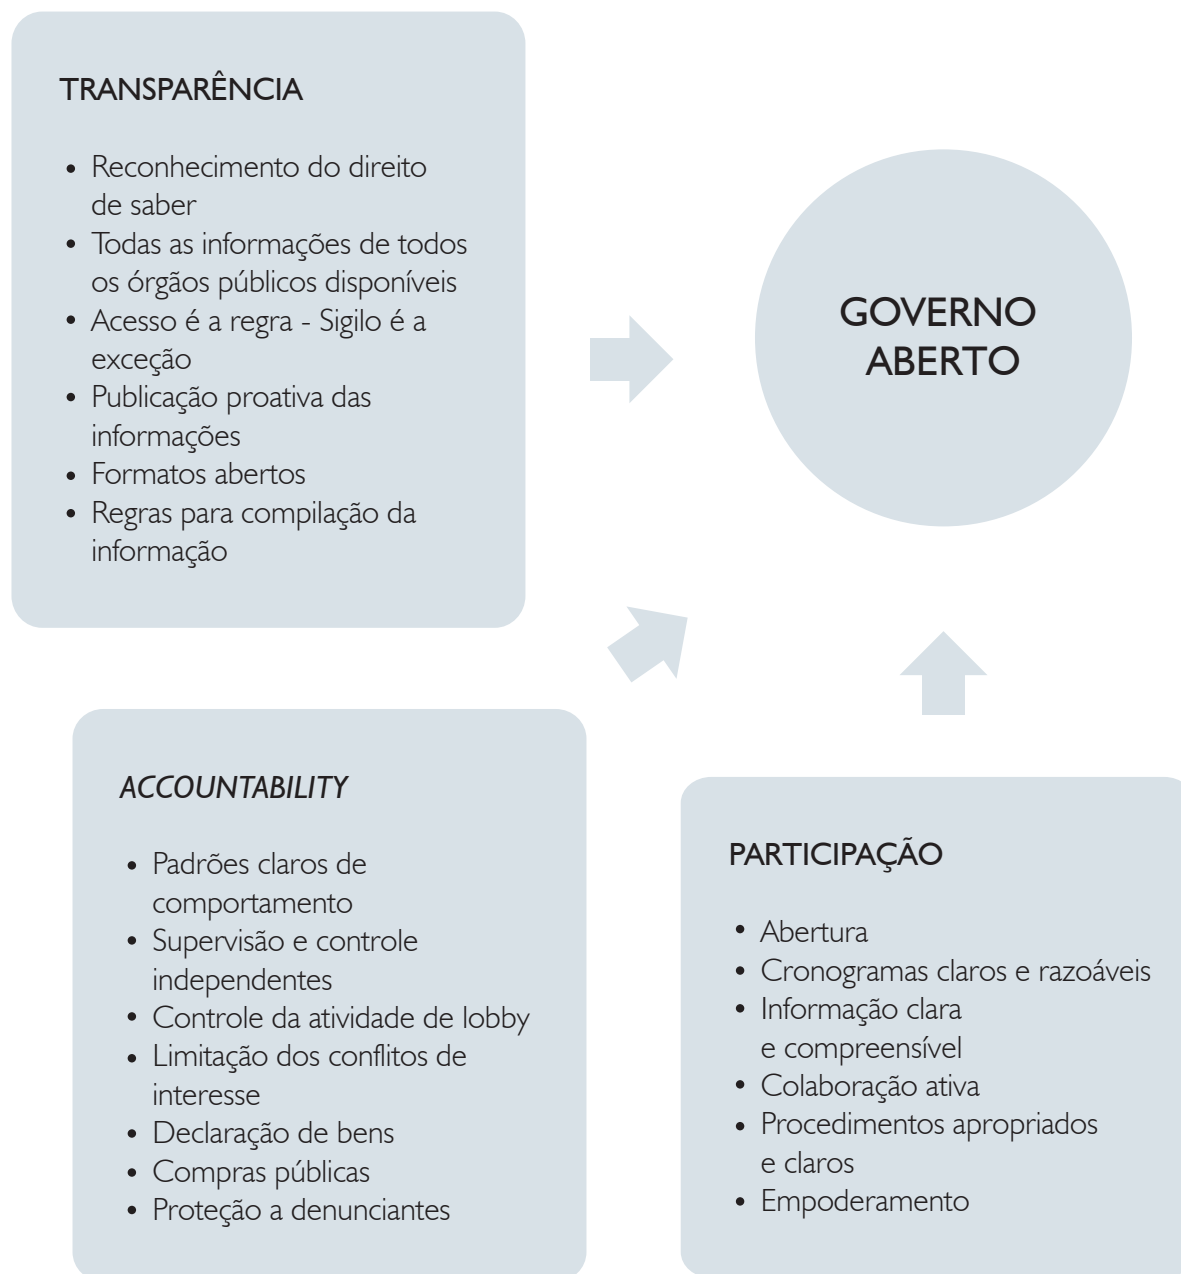 TRANSPARÊNCIA
• Reconhecimento do direito
de saber
• Todas as informações de todos
os órgãos públicos disponíveis
• Acesso é a regra - Sigilo é a
exceção
• Publicação proativa das
informações
• Formatos abertos
• Regras para compilação da
informação
GOVERNO
ABERTO
ACCOUNTABILITY
• Padrões claros de
comportamento
• Supervisão e controle
independentes
• Controle da atividade de lobby
• Limitação dos conflitos de
interesse
• Declaração de bens
• Compras públicas
• Proteção a denunciantes
PARTICIPAÇÃO
• Abertura
• Cronogramas claros e razoáveis
• Informação clara
e compreensível
• Colaboração ativa
• Procedimentos apropriados
e claros
• Empoderamento